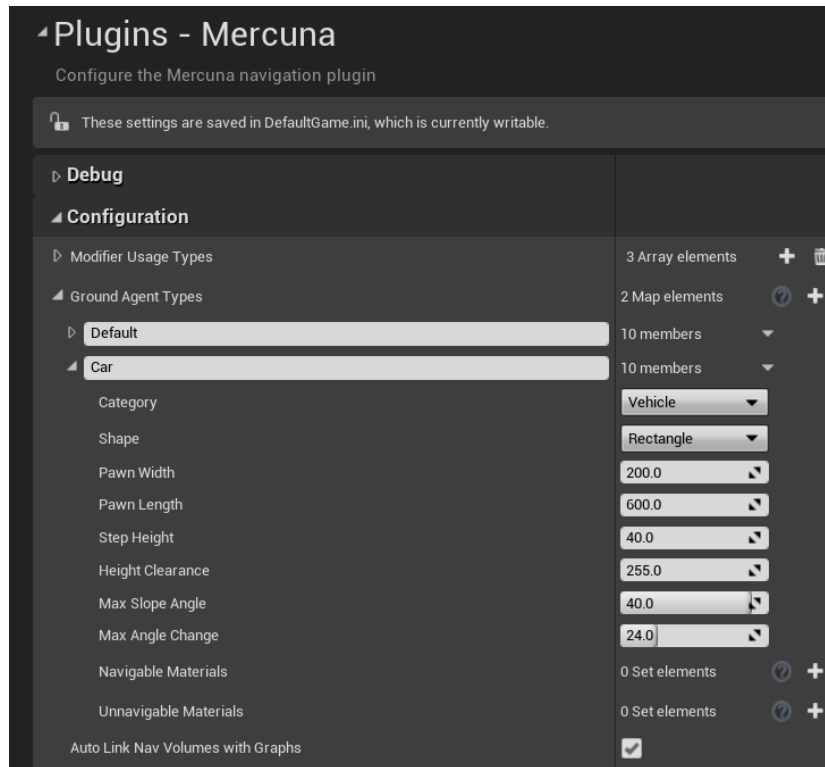 Plugins - Mercuna
Configure the Mercuna navigation plugin
These settings are saved in DefaultGame.ini, which is currently writable.
Debug
Configuration
Modifier Usage Types 3 Array elements
Ground Agent Types 2 Map elements
Default 10 members
Car 10 members
Category Vehicle
Shape Rectangle
Pawn Width 200.0
Pawn Length 600.0
Step Height 40.0
Height Clearance 255.0
Max Slope Angle 40.0
Max Angle Change 24.0
Navigable Materials 0 Set elements
Unnavigable Materials 0 Set elements
Auto Link Nav Volumes with Graphs